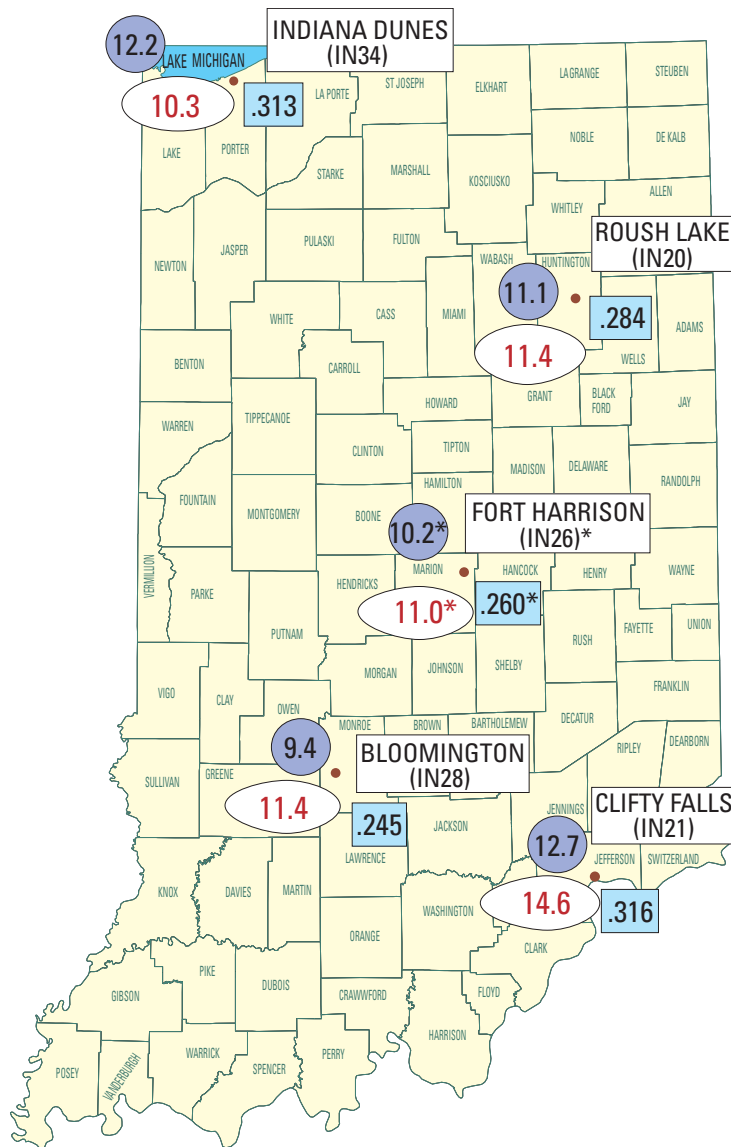 12.2
INDIANA DUNES
(IN34)
LAKE MICHIGAN
10.3
.313
LA PORTE
ST JOSEPH
ELKHART
LAGRANGE
STEUBEN
LAKE
PORTER
NOBLE
DE KALB
STARKE
MARSHALL
KOSCIUSKO
WHITLEY
ALLEN
NEWTON
JASPER
PULASKI
FULTON
WABASH
HUNTINGTON
ROUSH LAKE
(IN20)
11.1
.284
11.4
WHITE
CASS
MIAMI
WELLS
ADAMS
BENTON
CARROLL
HOWARD
GRANT
BLACK
FORD
JAY
WARREN
TIPPECANOE
CLINTON
TIPTON
MADISON
DELAWARE
RANDOLPH
FOUNTAIN
MONTGOMERY
BOONE
HAMILTON
10.2*
FORT HARRISON
(IN26)*
VERMILLION
PARKE
HENDRICKS
MARION
HANCOCK
HENRY
WAYNE
11.0*
.260*
PUTNAM
RUSH
FAYETTE
UNION
VIGO
CLAY
MORGAN
JOHNSON
SHELBY
FRANKLIN
OWEN
MONROE
BROWN
BARTHOLEMEW
DECATUR
RIPLEY
DEARBORN
9.4
BLOOMINGTON
(IN28)
SULLIVAN
GREENE
11.4
.245
JACKSON
JENNINGS
CLIFTY FALLS
(IN21)
12.7
JEFFERSON
SWITZERLAND
LAWRENCE
KNOX
DAVIES
MARTIN
14.6
.316
WASHINGTON
ORANGE
CLARK
PIKE
DUBOIS
GIBSON
CRAWWFORD
FLOYD
HARRISON
POSEY
VANDERBURGH
WARRICK
SPENCER
PERRY